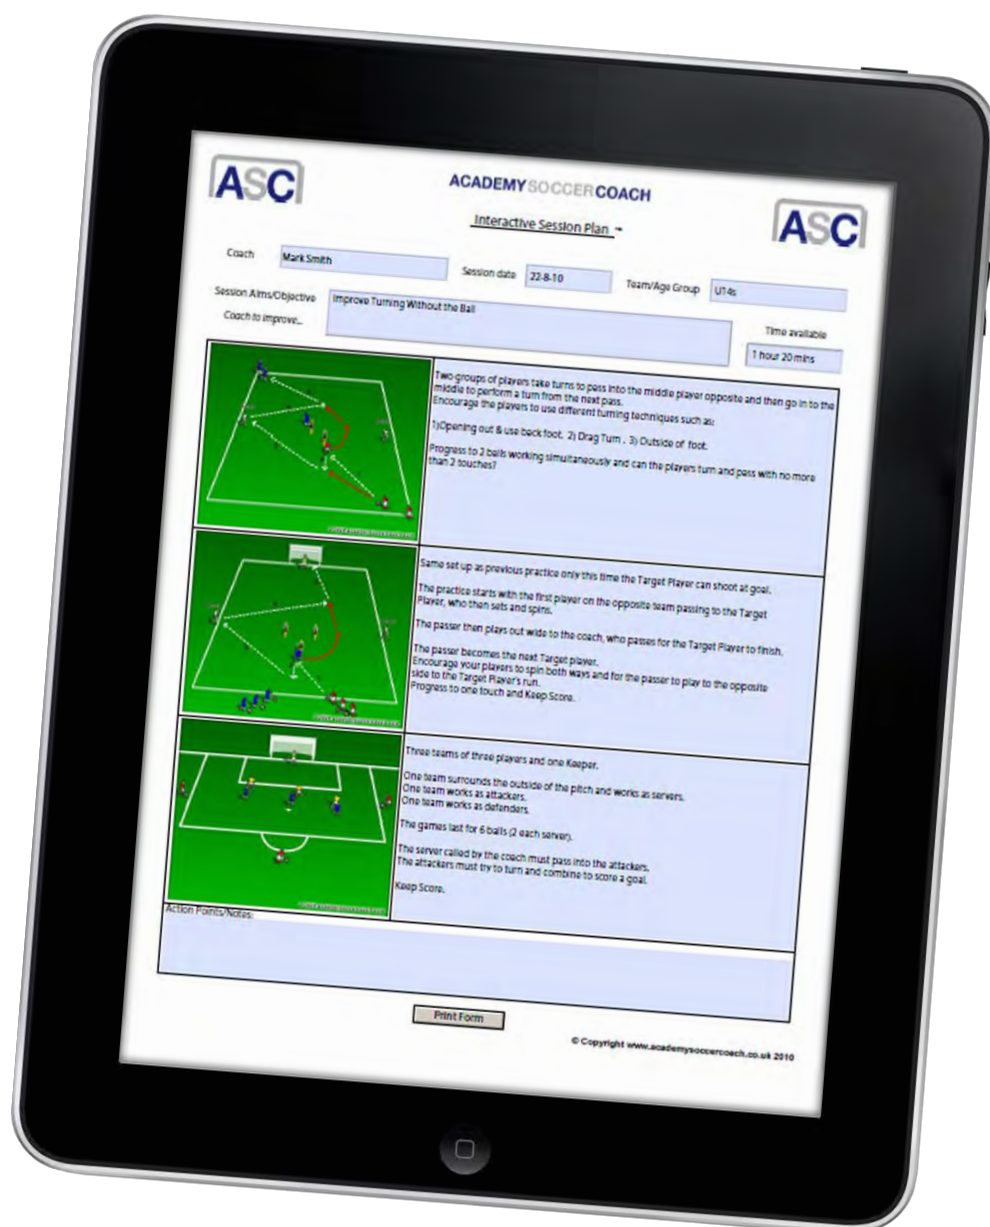 ASC
ACADEMYSOCCERCOACH
ASC
Interactive Session Plan ™
Coach
Mark Smith
Session date
22-8-10
Team/Age Group
U14s
Session Aims/Objective
Coach to improve...
Improve Turning Without the Ball
Time available
1 hour 20 mins
Two groups of players take turns to pass into the middle player opposite and then go in to the
middle to perform a turn from the next pass.
Encourage the players to use different turning techniques such as:
1)Opening out & use back foot. 2) Drag Turn . 3) Outside of foot.
Progress to 2 balls working simultaneously and can the players turn and pass with no more
than 2 touches?
Same set up as previous practice only this time the Target Player can shoot at goal.
The practice starts with the first player on the opposite team passing to the Target
Player, who then sets and spins.
The passer then plays out wide to the coach, who passes for the Target Player to finish.
The passer becomes the next Target player.
Encourage your players to spin both ways and for the passer to play to the opposite
side to the Target Player's run.
Progress to one touch and Keep Score.
Three teams of three players and one Keeper.
One team surrounds the outside of the pitch and works as servers.
One team works as attackers.
One team works as defenders.
The games last for 6 balls (2 each server).
The server called by the coach must pass into the attackers.
The attackers must try to turn and combine to score a goal.
Keep Score.
Action Points/Notes:
Print Form
© Copyright www.academysoccercoach.co.uk 2010